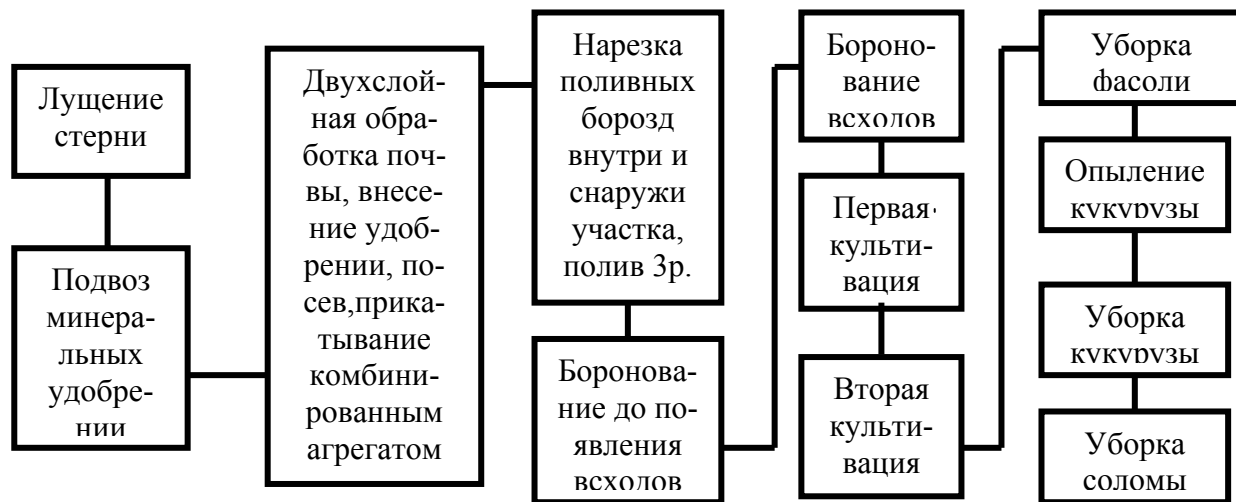 Лущение
стерни
Подвоз
минера-
льных
удобре-
нии
Двухслой-
ная обра-
ботка поч-
вы, внесе-
ние удоб-
рении, по-
сев,прика-
тывание
комбини-
рованным
агрегатом
Нарезка
поливных
борозд
внутри и
снаружи
участка,
полив 3р.
Боронова-
ние до по-
явления
всходов
Бороно-
вание
всходов
Первая
культи-
вация
Вторая
культи-
вация
Уборка
фасоли
Опыление
кукурузы
Уборка
кукурузы
Уборка
соломы